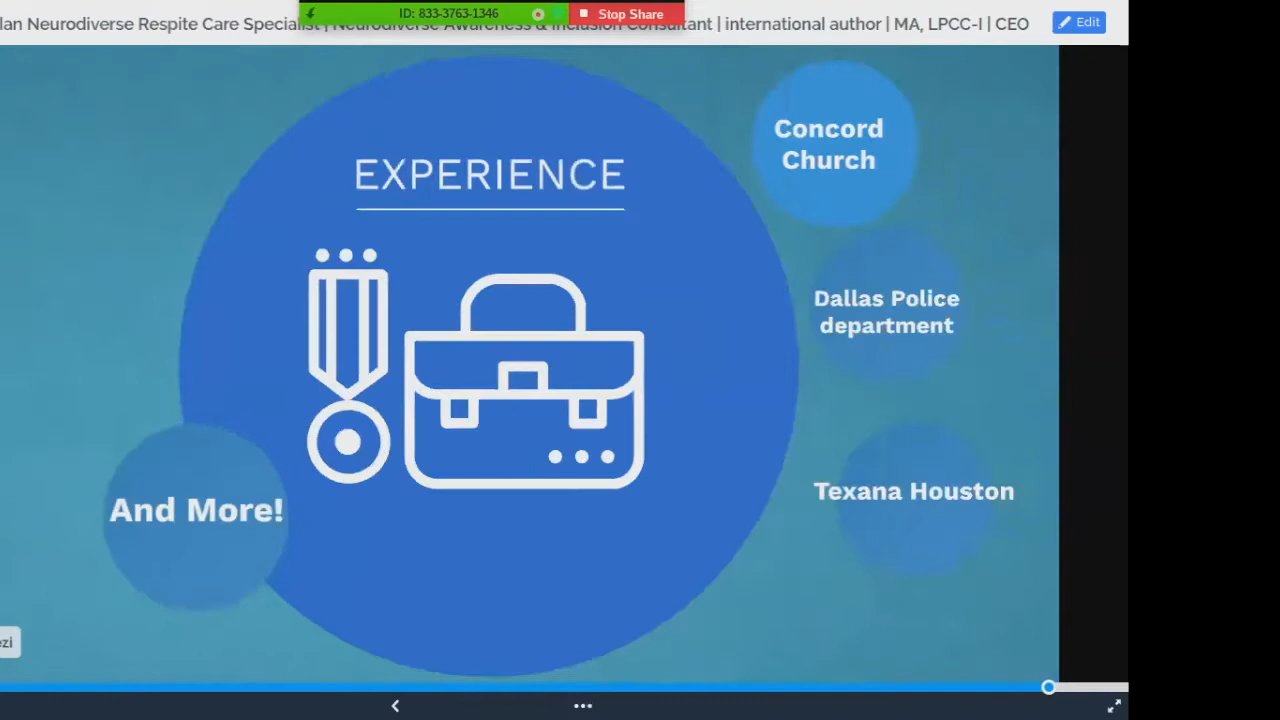 lan Neurodiverse Respite Care Specialist | Neurodiverse Awareness & Inclusion Consultant | international author | MA, LPCC-I | CEO
ID: 833-3763-1346
Stop Share
Edit
EXPERIENCE
Concord
Church
Dallas Police
department
Texana Houston
And More!
ezi